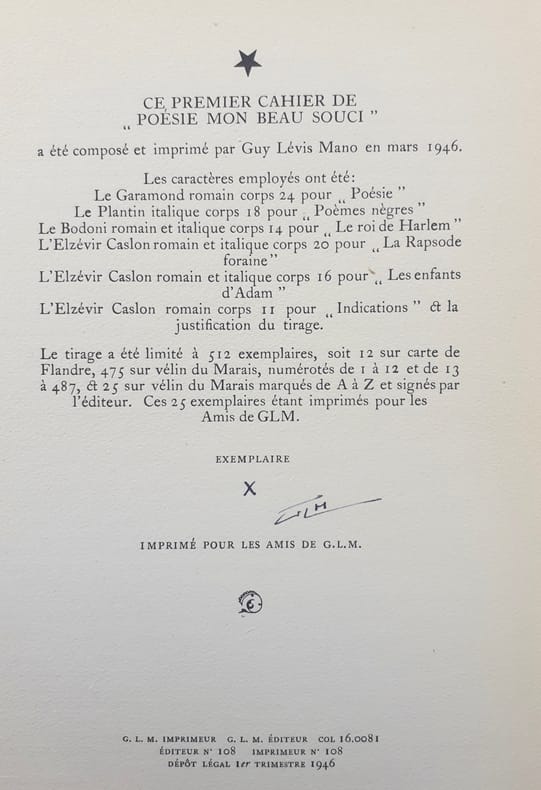 CE PREMIER CAHIER DE
„ POÉSIE MON BEAU SOUCI ”
a été composé et imprimé par Guy Lévis Mano en mars 1946.
Les caractères employés ont été:
Le Garamond romain corps 24 pour „ Poésie ”
Le Plantin italique corps 18 pour „ Poèmes nègres ”
Le Bodoni romain et italique corps 14 pour „ Le roi de Harlem ”
L'Elzévir Caslon romain et italique corps 20 pour „ La Rapsode
foraine”
L'Elzévir Caslon romain et italique corps 16 pour „ Les enfants
d'Adam ”
L'Elzévir Caslon romain corps 11 pour „ Indications ” & la
justification du tirage.
Le tirage a été limité à 512 exemplaires, soit 12 sur carte de
Flandre, 475 sur vélin du Marais, numérotés de 1 à 12 et de 13
à 487, & 25 sur vélin du Marais marqués de A à Z et signés par
l'éditeur. Ces 25 exemplaires étant imprimés pour les
Amis de GLM.
EXEMPLAIRE
X
GLM
IMPRIMÉ POUR LES AMIS DE G.L.M.
G. L. M. IMPRIMEUR G. L. M. ÉDITEUR COL 16.0081
ÉDITEUR N° 108 IMPRIMEUR N° 108
DÉPÔT LÉGAL 1er TRIMESTRE 1946